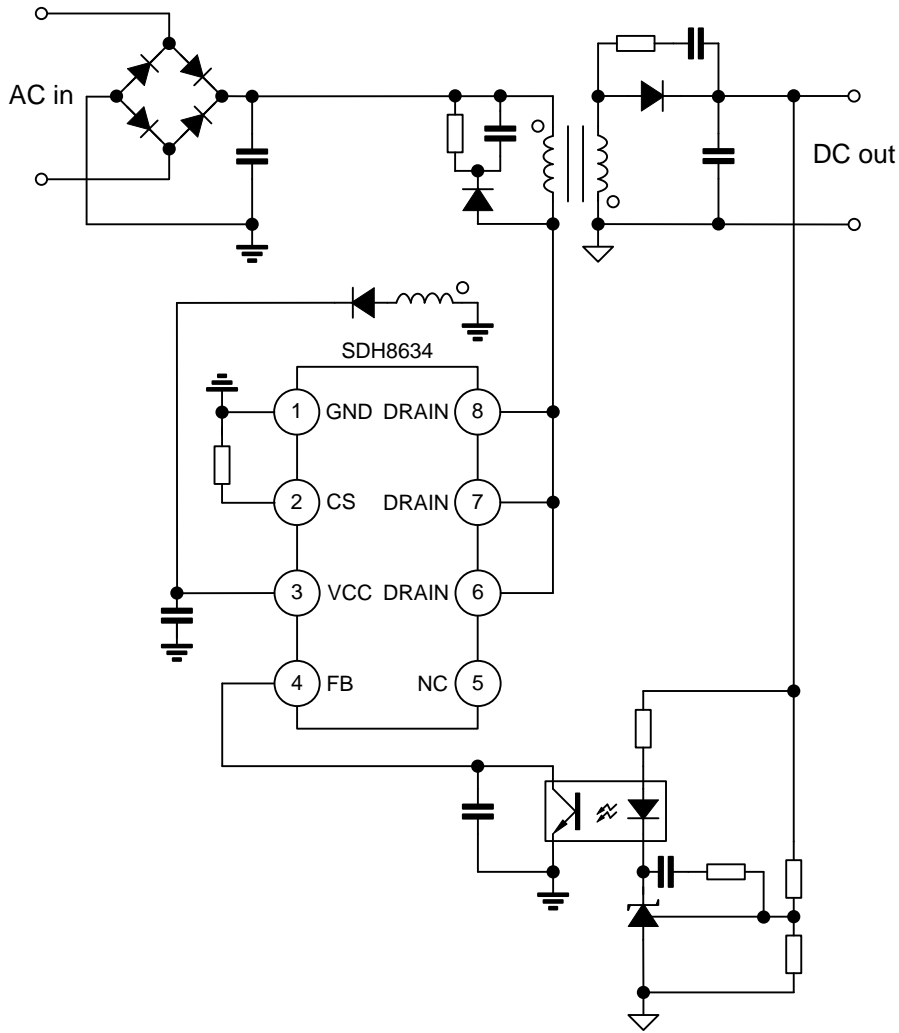 AC in
DC out
SDH8634
1 GND DRAIN 8
2 CS DRAIN 7
3 VCC DRAIN 6
4 FB NC 5